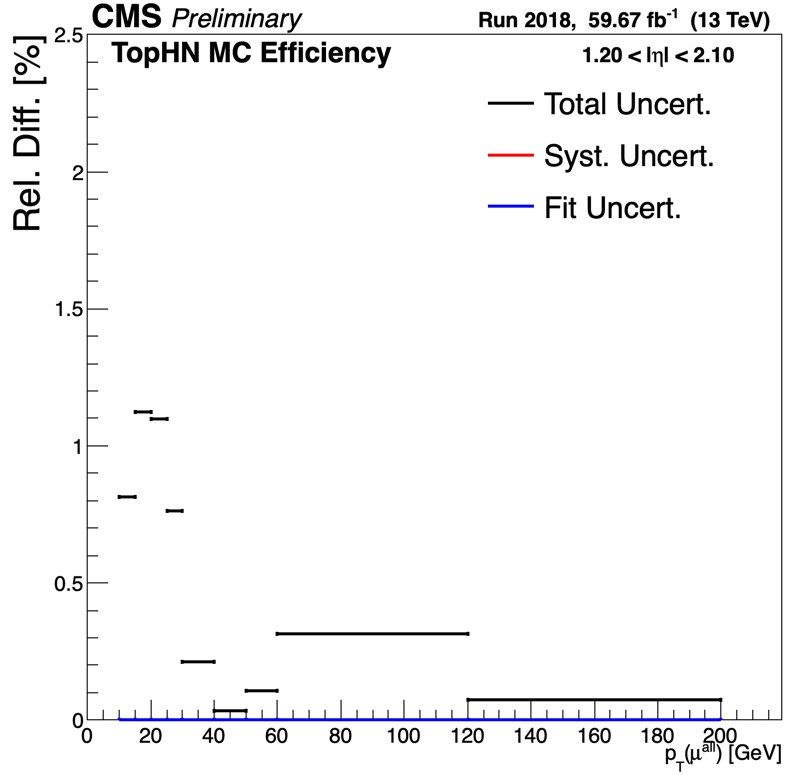 CMS Preliminary
Run 2018, 59.67 fb⁻¹ (13 TeV)
TopHN MC Efficiency
1.20 < |η| < 2.10
Rel. Diff. [%]
Total Uncert.
Syst. Uncert.
Fit Uncert.
2.5
2
1.5
1
0.5
0
0 20 40 60 80 100 120 140 160 180 200
p_T(μ^all) [GeV]